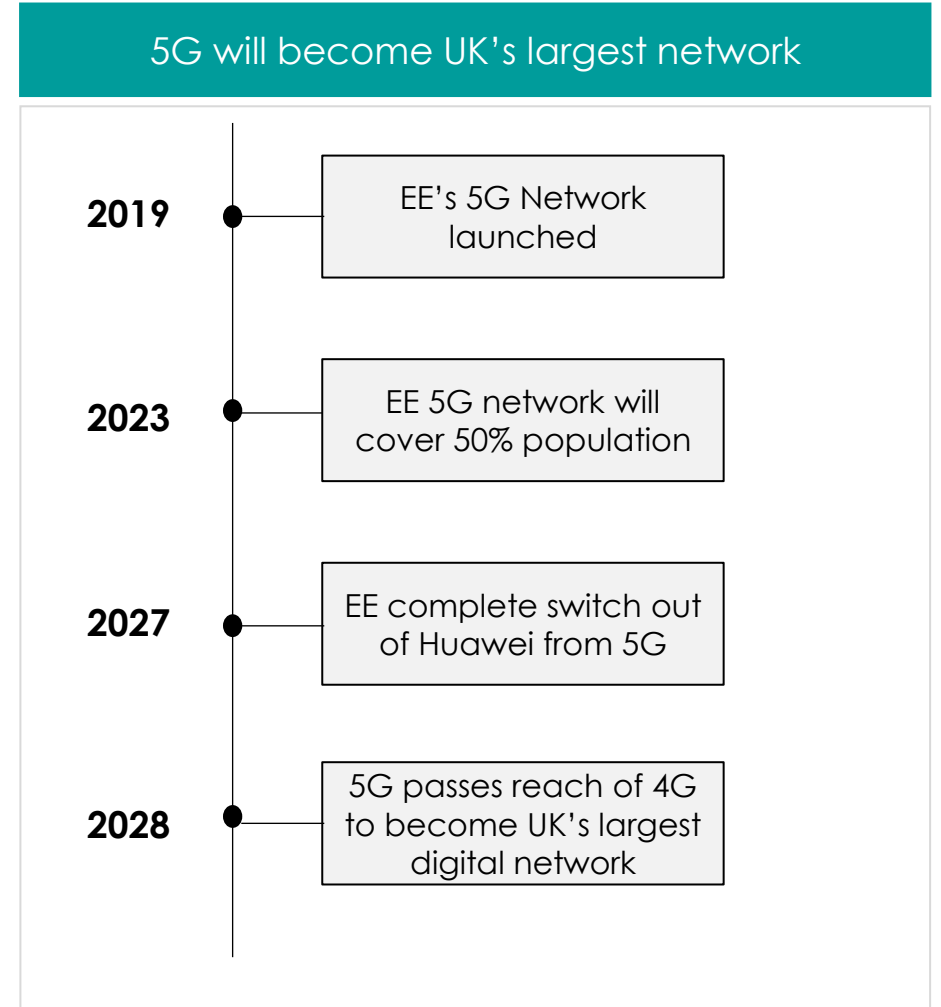 5G will become UK’s largest network
2019
EE’s 5G Network
launched
2023
EE 5G network will
cover 50% population
2027
EE complete switch out
of Huawei from 5G
2028
5G passes reach of 4G
to become UK’s largest
digital network